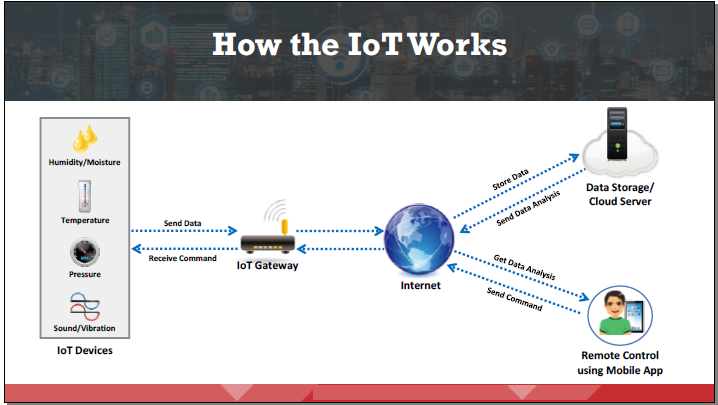 How the IoT Works
Humidity/Moisture
Temperature
Pressure
Sound/Vibration
IoT Devices
Send Data
Receive Command
IoT Gateway
Internet
Store Data
Send Data Analysis
Data Storage/
Cloud Server
Get Data Analysis
Send Command
Remote Control
using Mobile App